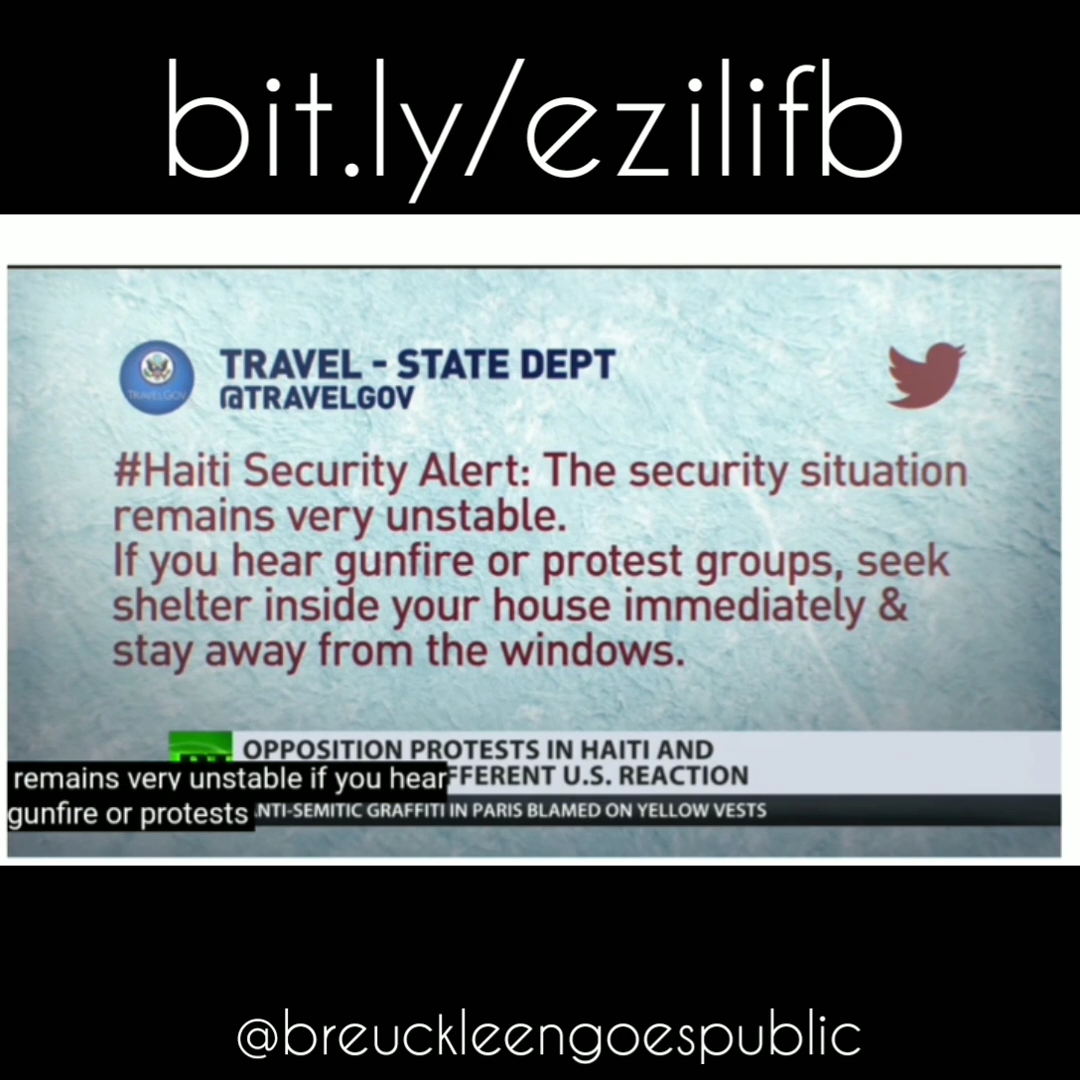 bit.ly/ezilifb
TRAVEL - STATE DEPT
@TRAVELGOV
TRAVELGOV
#Haiti Security Alert: The security situation
remains very unstable.
If you hear gunfire or protest groups, seek
shelter inside your house immediately &
stay away from the windows.
OPPOSITION PROTESTS IN HAITI AND
remains very unstable if you hear
FFERENT U.S. REACTION
gunfire or protests
NTI-SEMITIC GRAFFITI IN PARIS BLAMED ON YELLOW VESTS
@breuckleengoespublic